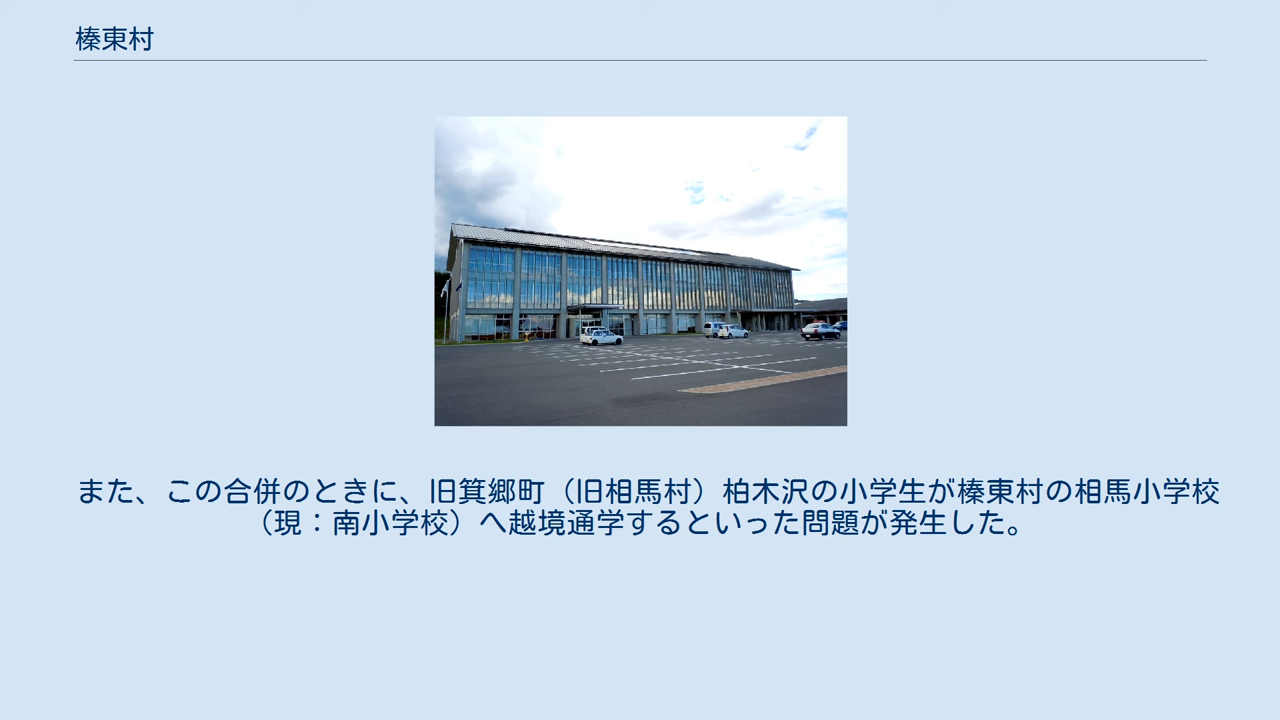 榛東村
また、この合併のときに、旧箕郷町（旧相馬村）柏木沢の小学生が榛東村の相馬小学校
（現：南小学校）へ越境通学するといった問題が発生した。